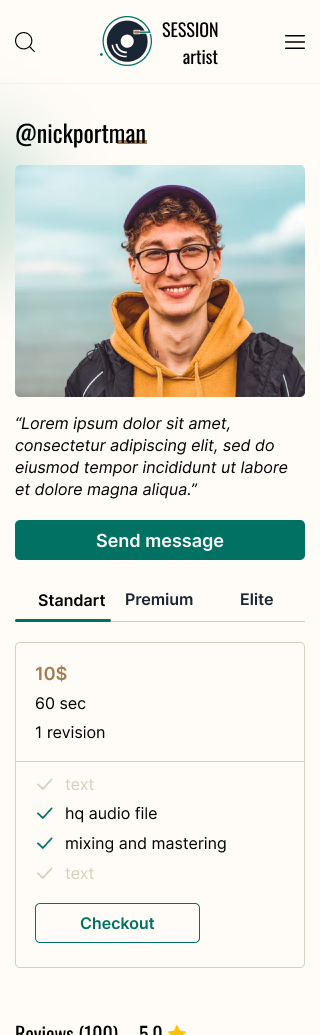 SESSION
artist
@nickportman
“Lorem ipsum dolor sit amet,
consectetur adipiscing elit, sed do
eiusmod tempor incididunt ut labore
et dolore magna aliqua.”
Send message
Standart Premium Elite
10$
60 sec
1 revision
text
hq audio file
mixing and mastering
text
Checkout
Reviews (100) 5.0